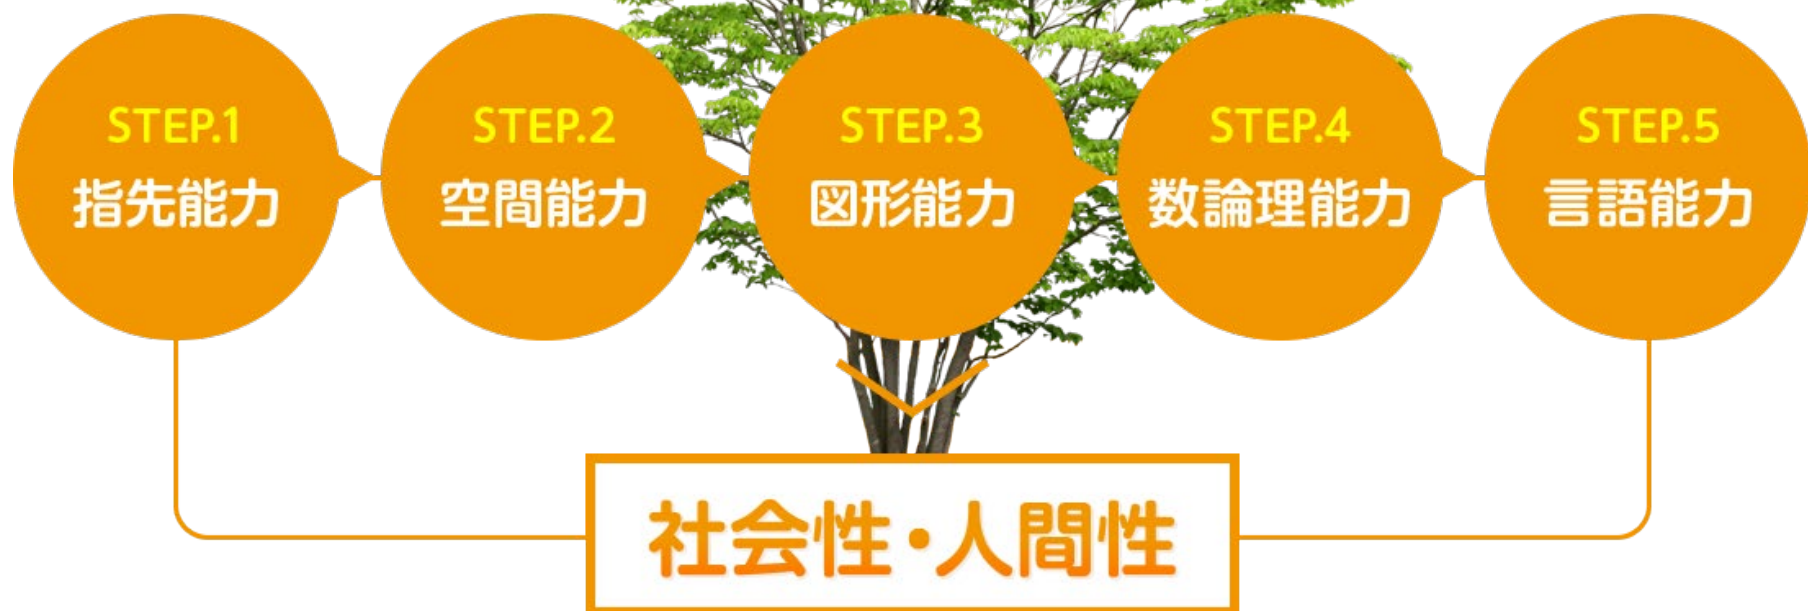 STEP.1
指先能力
STEP.2
空間能力
STEP.3
図形能力
STEP.4
数論理能力
STEP.5
言語能力
社会性・人間性